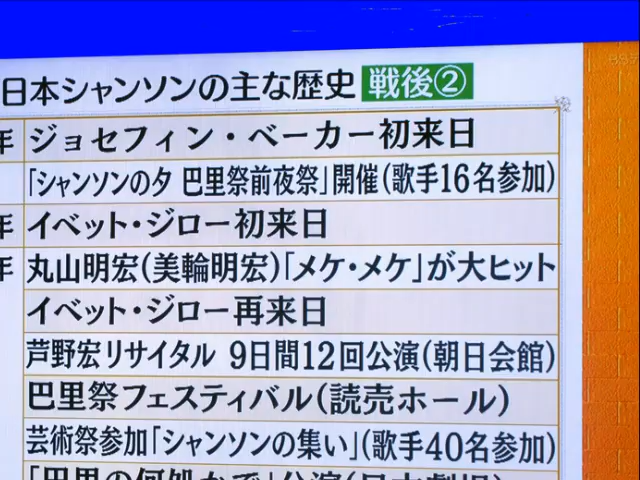 日本シャンソンの主な歴史 戦後②
年 ジョセフィン・ベーカー初来日
「シャンソンの夕 巴里祭前夜祭」開催(歌手16名参加)
年 イベット・ジロー初来日
年 丸山明宏(美輪明宏)「メケ・メケ」が大ヒット
イベット・ジロー再来日
芦野宏リサイタル 9日間12回公演(朝日会館)
巴里祭フェスティバル(読売ホール)
芸術祭参加「シャンソンの集い」(歌手40名参加)